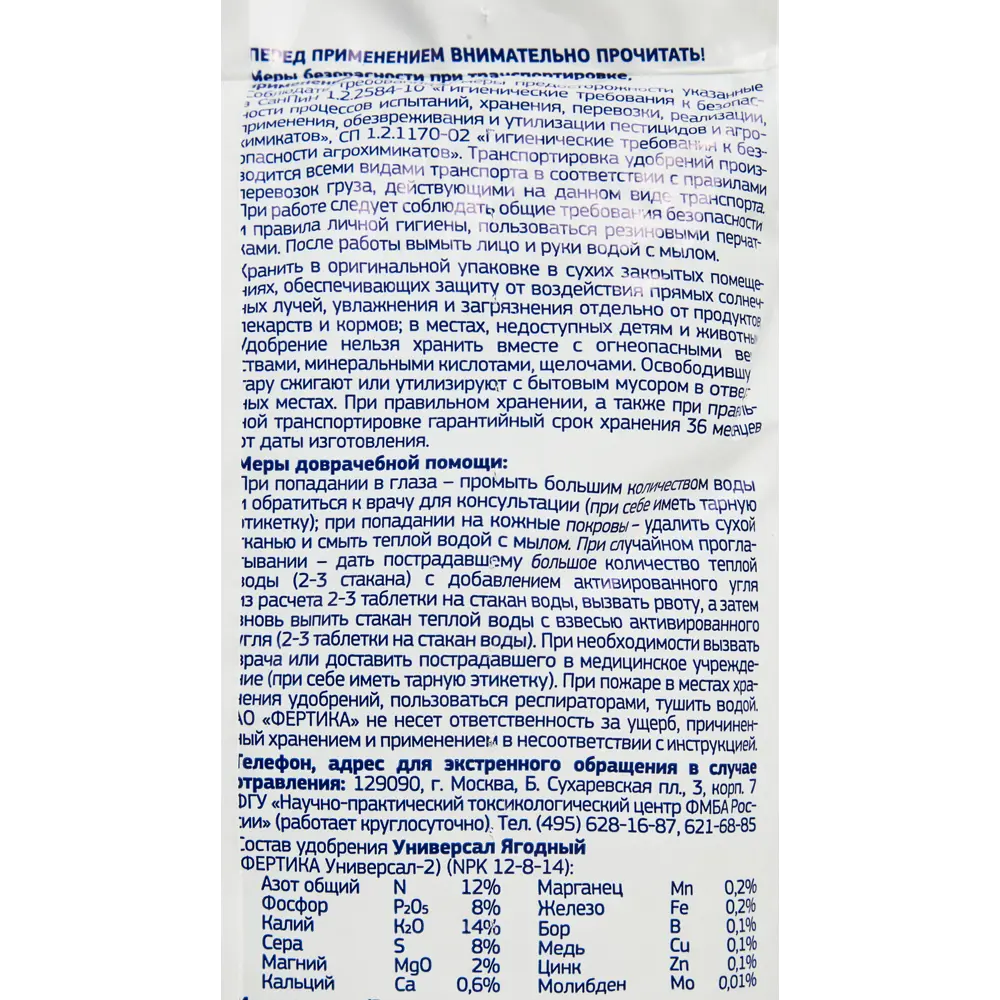 ПЕРЕД ПРИМЕНЕНИЕМ ВНИМАТЕЛЬНО ПРОЧИТАТЬ!
Меры безопасности при транспортировке,
Соблюдать требования меры предосторожности указанные
в СанПин 1.2.2584-10 «Гигиенические требования к безопас-
ности процессов испытаний, хранения, перевозки, реализации,
применения, обезвреживания и утилизации пестицидов и агро-
химикатов», СП 1.2.1170-02 «Гигиенические требования к без-
опасности агрохимикатов». Транспортировка удобрений произ-
водится всеми видами транспорта в соответствии с правилами
перевозок груза, действующими на данном виде транспорта.
При работе следует соблюдать общие требования безопасности
и правила личной гигиены, пользоваться резиновыми перчат-
ками. После работы вымыть лицо и руки водой с мылом.
Хранить в оригинальной упаковке в сухих закрытых помеще-
ниях, обеспечивающих защиту от воздействия прямых солнеч-
ных лучей, увлажнения и загрязнения отдельно от продуктов
лекарств и кормов; в местах, недоступных детям и животны
Удобрение нельзя хранить вместе с огнеопасными ве
ствами, минеральными кислотами, щелочами. Освободивш
тару сжигают или утилизируют с бытовым мусором в отве
ных местах. При правильном хранении, а также при правиль-
ной транспортировке гарантийный срок хранения 36 месяцев
от даты изготовления.
Меры доврачебной помощи:
При попадании в глаза – промыть большим количеством воды
и обратиться к врачу для консультации (при себе иметь тарную
этикетку); при попадании на кожные покровы – удалить сухой
тканью и смыть теплой водой с мылом. При случайном прогла-
тывании – дать пострадавшему большое количество теплой
воды (2-3 стакана) с добавлением активированного угля
из расчета 2-3 таблетки на стакан воды, вызвать рвоту, а затем
вновь выпить стакан теплой воды с взвесью активированного
угля (2-3 таблетки на стакан воды). При необходимости вызвать
врача или доставить пострадавшего в медицинское учрежде-
ние (при себе иметь тарную этикетку). При пожаре в местах хра-
нения удобрений, пользоваться респираторами, тушить водой.
АО «ФЕРТИКА» не несет ответственность за ущерб, причинен-
ный хранением и применением в несоответствии с инструкцией.
Телефон, адрес для экстренного обращения в случае
отравления: 129090, г. Москва, Б. Сухаревская пл., 3, корп. 7
ФГУ «Научно-практический токсикологический центр ФМБА Рос-
сии» (работает круглосуточно). Тел. (495) 628-16-87, 621-68-85
Состав удобрения Универсал Ягодный
(ФЕРТИКА Универсал-2) (NPK 12-8-14):
Азот общий N 12% Марганец Mn 0,2%
Фосфор P₂O₅ 8% Железо Fe 0,2%
Калий K₂O 14% Бор B 0,1%
Сера S 8% Медь Cu 0,1%
Магний MgO 2% Цинк Zn 0,1%
Кальций Ca 0,6% Молибден Mo 0,01%